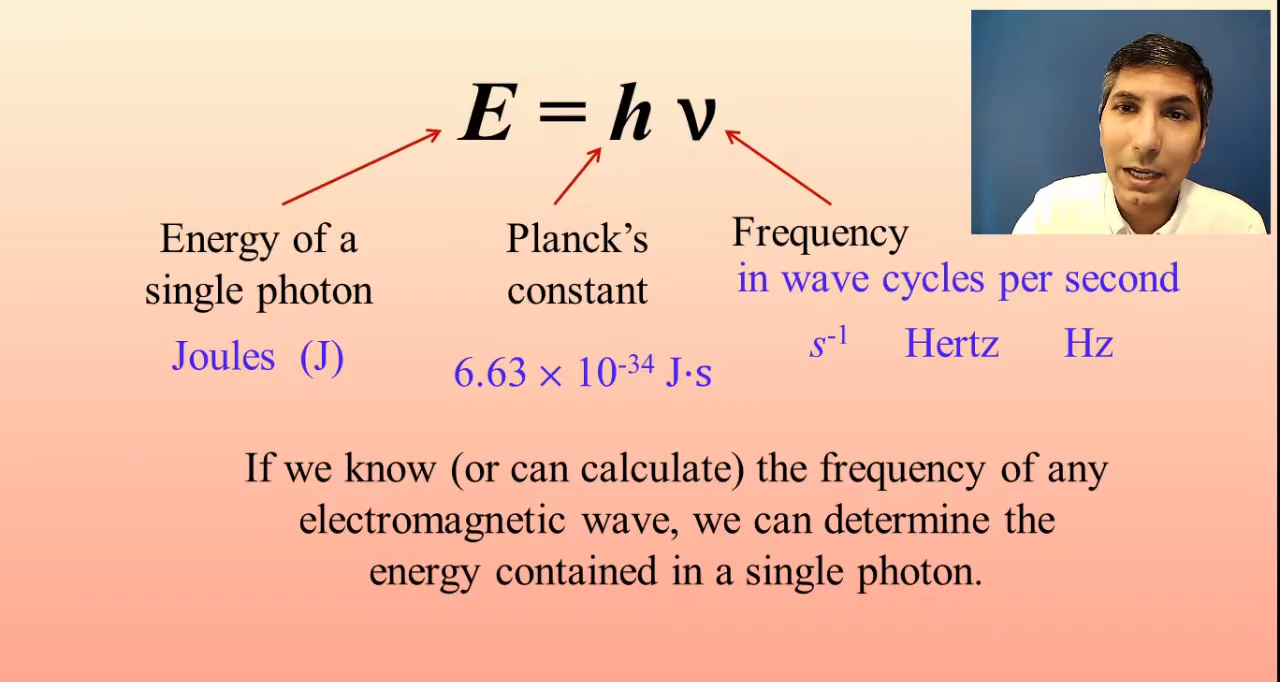 E = h ν
Energy of a
single photon
Joules (J)
Planck's
constant
6.63 × 10⁻³⁴ J·s
Frequency
in wave cycles per second
s⁻¹ Hertz Hz
If we know (or can calculate) the frequency of any
electromagnetic wave, we can determine the
energy contained in a single photon.